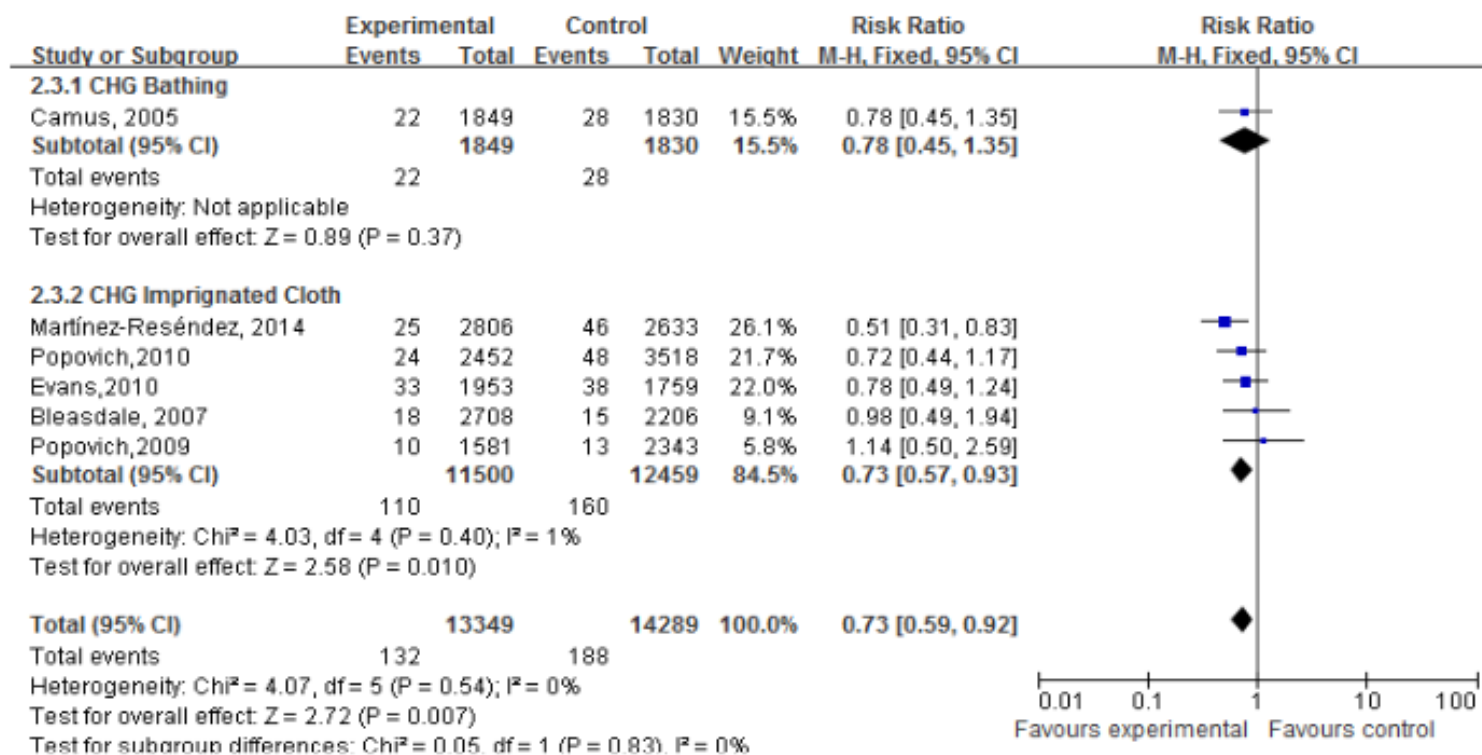 Experimental Control Risk Ratio Risk Ratio
Study or Subgroup Events Total Events Total Weight M-H, Fixed, 95% CI M-H, Fixed, 95% CI
2.3.1 CHG Bathing
Camus, 2005 22 1849 28 1830 15.5% 0.78 [0.45, 1.35]
Subtotal (95% CI) 1849 1830 15.5% 0.78 [0.45, 1.35]
Total events 22 28
Heterogeneity: Not applicable
Test for overall effect: Z = 0.89 (P = 0.37)
2.3.2 CHG Imprignated Cloth
Martínez-Reséndez, 2014 25 2806 46 2633 26.1% 0.51 [0.31, 0.83]
Popovich,2010 24 2452 48 3518 21.7% 0.72 [0.44, 1.17]
Evans,2010 33 1953 38 1759 22.0% 0.78 [0.49, 1.24]
Bleasdale, 2007 18 2708 15 2206 9.1% 0.98 [0.49, 1.94]
Popovich,2009 10 1581 13 2343 5.8% 1.14 [0.50, 2.59]
Subtotal (95% CI) 11500 12459 84.5% 0.73 [0.57, 0.93]
Total events 110 160
Heterogeneity: Chi² = 4.03, df = 4 (P = 0.40); I² = 1%
Test for overall effect: Z = 2.58 (P = 0.010)
Total (95% CI) 13349 14289 100.0% 0.73 [0.59, 0.92]
Total events 132 188
Heterogeneity: Chi² = 4.07, df = 5 (P = 0.54); I² = 0%
Test for overall effect: Z = 2.72 (P = 0.007)
Test for subgroup differences: Chi² = 0.05, df = 1 (P = 0.83), I² = 0%
0.01 0.1 1 10 100
Favours experimental Favours control